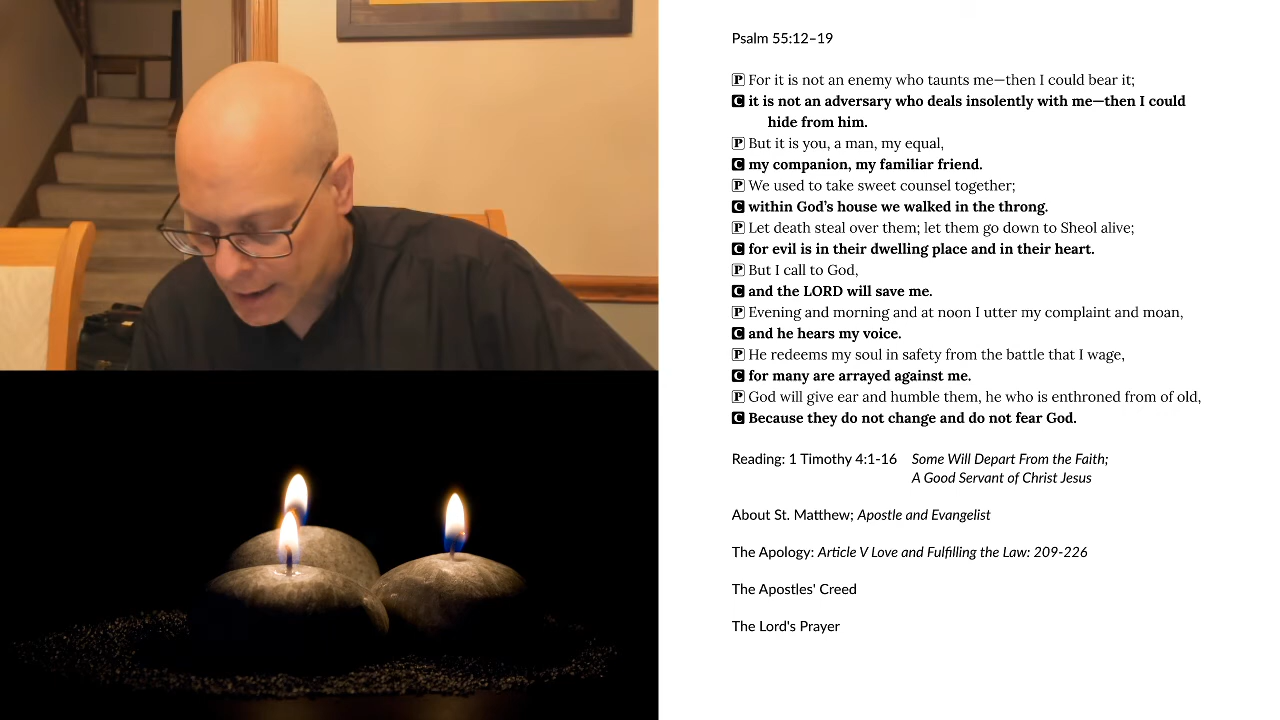 Psalm 55:12–19
P For it is not an enemy who taunts me—then I could bear it;
C it is not an adversary who deals insolently with me—then I could
hide from him.
P But it is you, a man, my equal,
C my companion, my familiar friend.
P We used to take sweet counsel together;
C within God's house we walked in the throng.
P Let death steal over them; let them go down to Sheol alive;
C for evil is in their dwelling place and in their heart.
P But I call to God,
C and the LORD will save me.
P Evening and morning and at noon I utter my complaint and moan,
C and he hears my voice.
P He redeems my soul in safety from the battle that I wage,
C for many are arrayed against me.
P God will give ear and humble them, he who is enthroned from of old,
C Because they do not change and do not fear God.
Reading: 1 Timothy 4:1-16 Some Will Depart From the Faith;
A Good Servant of Christ Jesus
About St. Matthew; Apostle and Evangelist
The Apology: Article V Love and Fulfilling the Law: 209-226
The Apostles' Creed
The Lord's Prayer